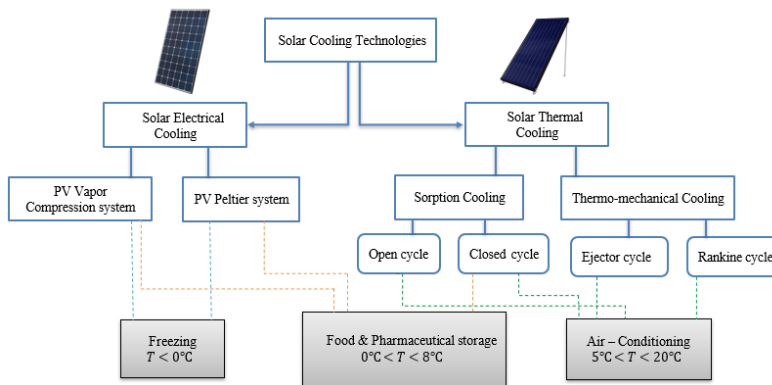 Solar Cooling Technologies
Solar Electrical
Cooling
Solar Thermal
Cooling
PV Vapor
Compression system
PV Peltier system
Sorption Cooling
Thermo-mechanical Cooling
Open cycle
Closed cycle
Ejector cycle
Rankine cycle
Freezing
T < 0℃
Food & Pharmaceutical storage
0℃ < T < 8℃
Air – Conditioning
5℃ < T < 20℃